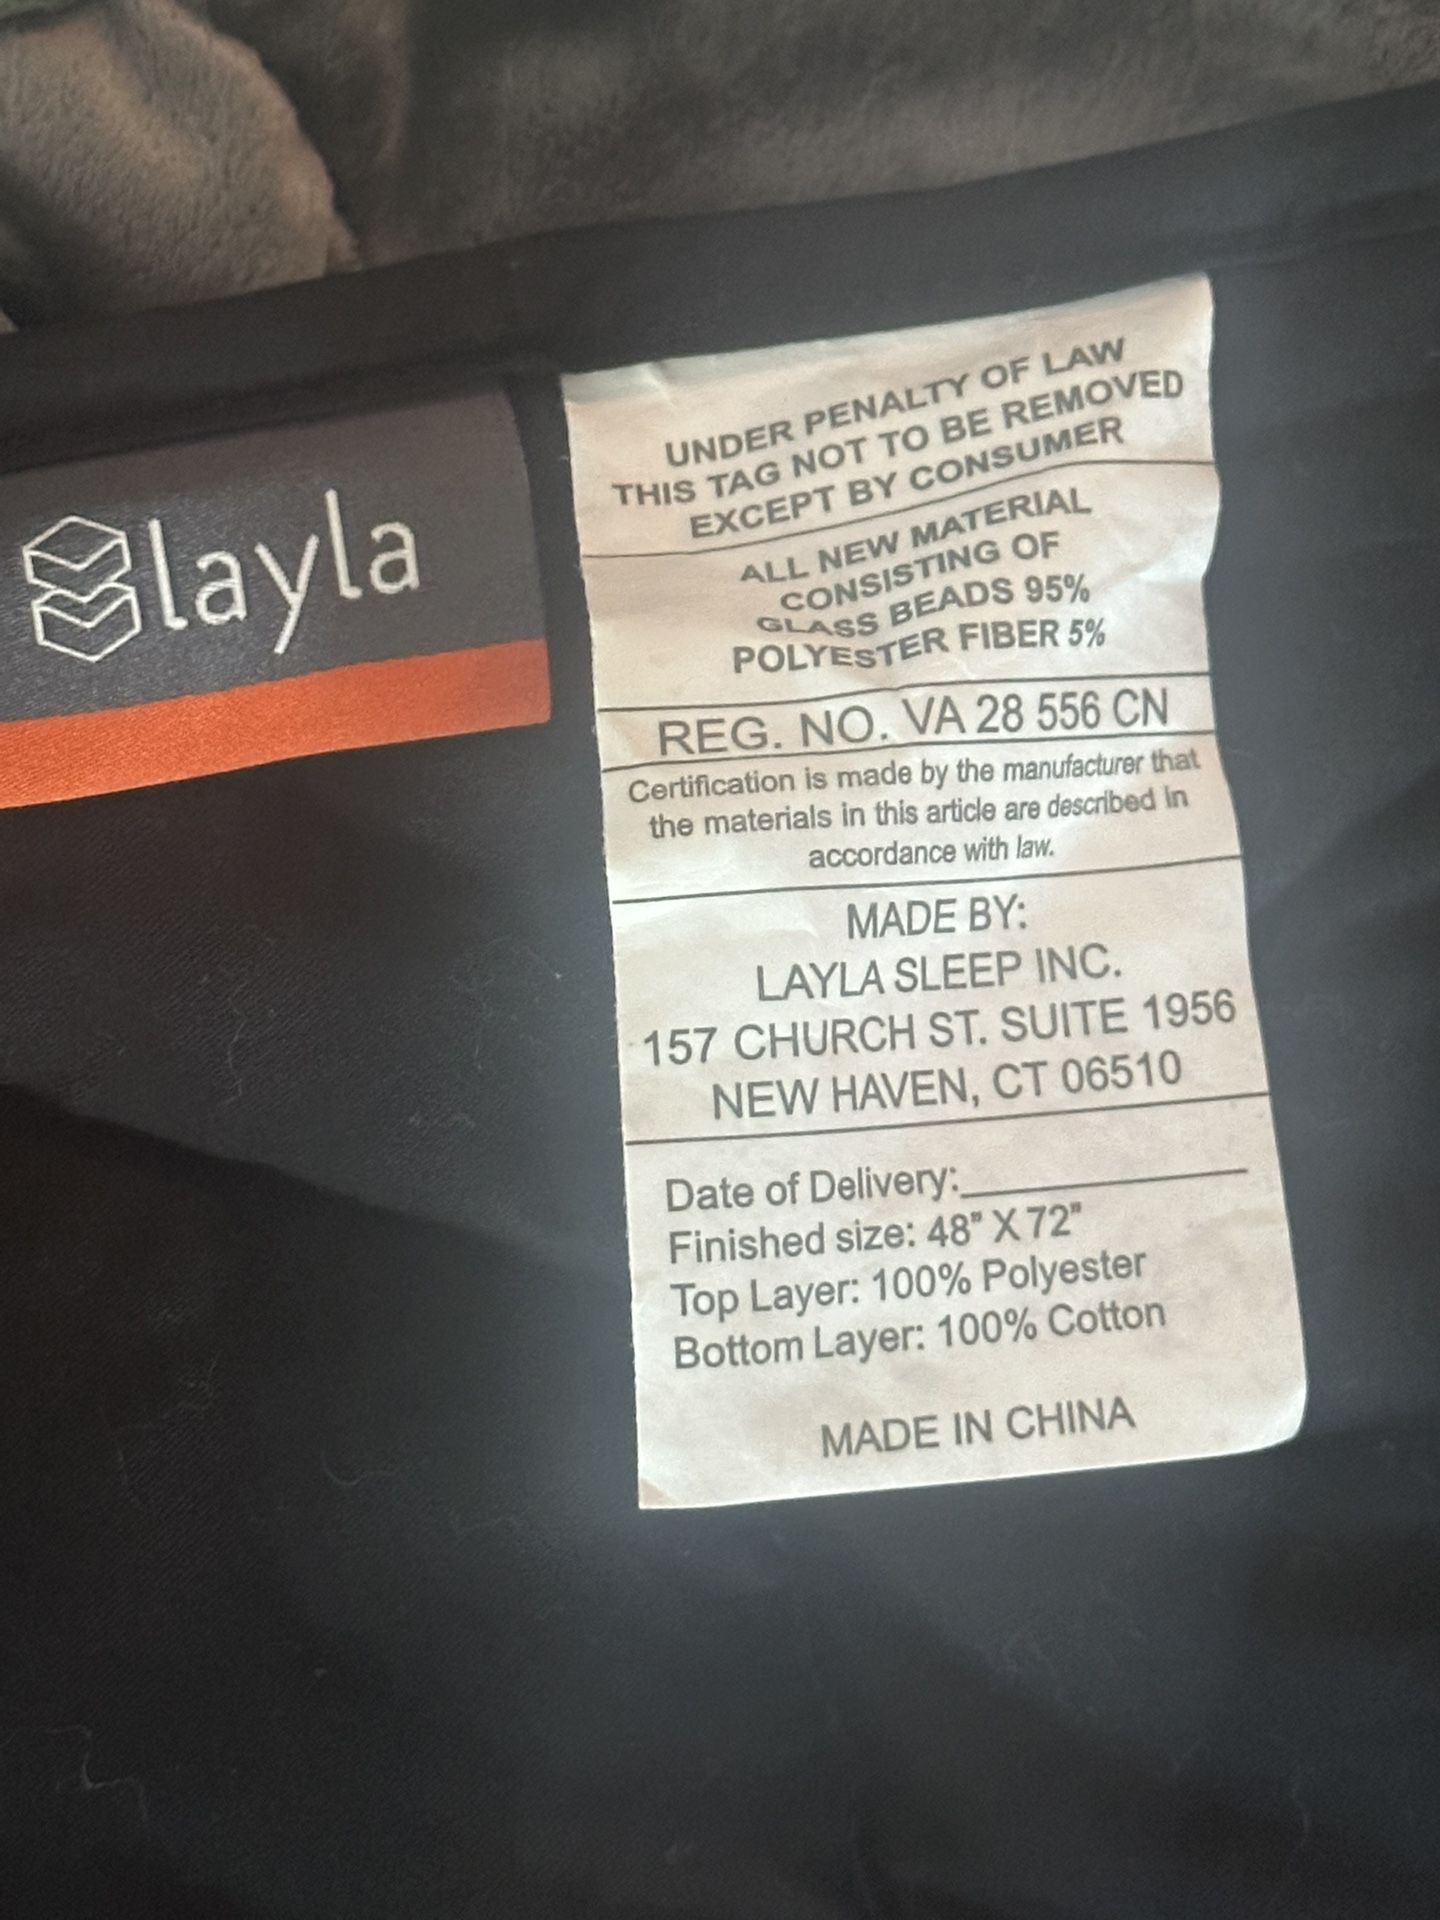 layla
UNDER PENALTY OF LAW
THIS TAG NOT TO BE REMOVED
EXCEPT BY CONSUMER
ALL NEW MATERIAL
CONSISTING OF
GLASS BEADS 95%
POLYESTER FIBER 5%
REG. NO. VA 28 556 CN
Certification is made by the manufacturer that
the materials in this article are described in
accordance with law.
MADE BY:
LAYLA SLEEP INC.
157 CHURCH ST. SUITE 1956
NEW HAVEN, CT 06510
Date of Delivery:
Finished size: 48" X 72"
Top Layer: 100% Polyester
Bottom Layer: 100% Cotton
MADE IN CHINA